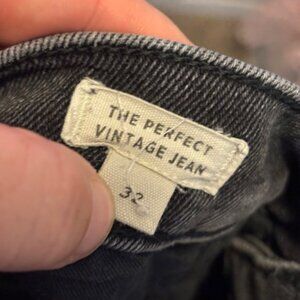 THE PERFECT
VINTAGE JEAN
32